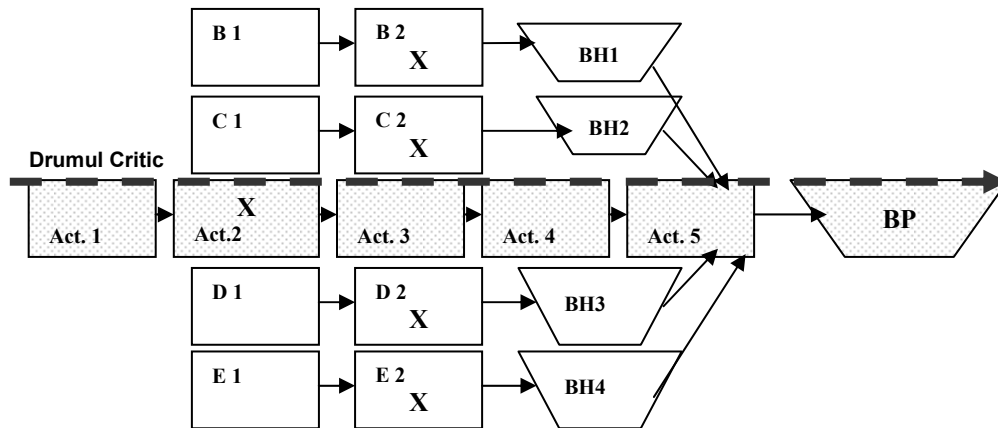 B 1
B 2
X
BH1
C 1
C 2
X
BH2
Drumul Critic
Act. 1
X
Act.2
Act. 3
Act. 4
Act. 5
BP
D 1
D 2
X
BH3
E 1
E 2
X
BH4